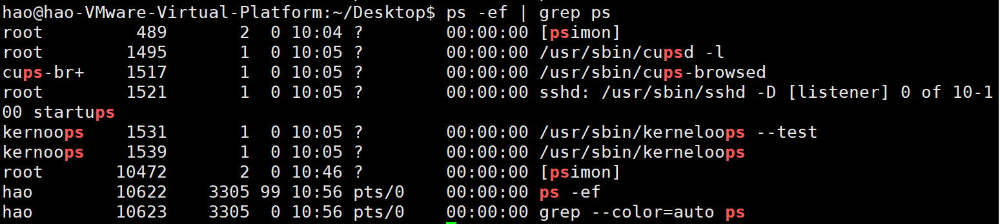 hao@hao-VMware-Virtual-Platform:~/Desktop$ ps -ef | grep ps
root         489       2  0 10:04 ?        00:00:00 [psimon]
root        1495       1  0 10:05 ?        00:00:00 /usr/sbin/cupsd -l
cups-br+    1517       1  0 10:05 ?        00:00:00 /usr/sbin/cups-browsed
root        1521       1  0 10:05 ?        00:00:00 sshd: /usr/sbin/sshd -D [listener] 0 of 10-1
00 startups
kernoops    1531       1  0 10:05 ?        00:00:00 /usr/sbin/kerneloops --test
kernoops    1539       1  0 10:05 ?        00:00:00 /usr/sbin/kerneloops
root       10472       2  0 10:46 ?        00:00:00 [psimon]
hao        10622    3305 99 10:56 pts/0    00:00:00 ps -ef
hao        10623    3305  0 10:56 pts/0    00:00:00 grep --color=auto ps